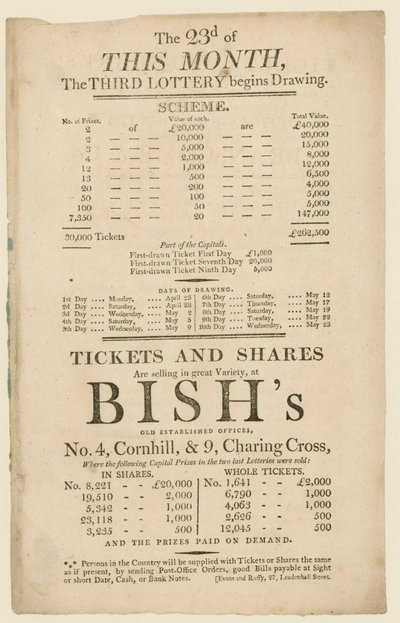 The 23d of
THIS MONTH,
The THIRD LOTTERY begins Drawing.
SCHEME.
No. of Prizes. Value of each. Total Value.
2 of £20,000 are £40,000
2 — — — 10,000 — — — 20,000
3 — — — 5,000 — — — 15,000
4 — — — 2,000 — — — 8,000
12 — — — 1,000 — — — 12,000
13 — — — 500 — — — 6,500
20 — — — 200 — — — 4,000
50 — — — 100 — — — 5,000
100 — — — 50 — — — 5,000
7,350 — — — 20 — — — 147,000
30,000 Tickets £262,500
Part of the Capitals.
First-drawn Ticket First Day £1,000
First-drawn Ticket Seventh Day 20,000
First-drawn Ticket Ninth Day 5,000
DAYS OF DRAWING.
1st Day .... Monday, .... April 23 | 6th Day .... Saturday, .... May 12
2d Day .... Saturday, .... April 28 | 7th Day .... Thursday, .... May 17
3d Day .... Wednesday, .... May 2 | 8th Day .... Saturday, .... May 19
4th Day .... Saturday, .... May 5 | 9th Day .... Tuesday, .... May 22
5th Day .... Wednesday, .... May 9 | 10th Day .... Wednesday, .... May 23
TICKETS AND SHARES
Are selling in great Variety, at
BISH's
OLD ESTABLISHED OFFICES,
No. 4, Cornhill, & 9, Charing Cross,
Where the following Capital Prizes in the two last Lotteries were sold:
IN SHARES. WHOLE TICKETS.
No. 8,221 - - £20,000 | No. 1,641 - - £2,000
19,510 - - 2,000 | 6,790 - - 1,000
5,342 - - 1,000 | 4,063 - - 1,000
23,118 - - 1,000 | 2,606 - - 500
3,235 - - 500 | 12,045 - - 500
AND THE PRIZES PAID ON DEMAND.
*⁎* Persons in the Country will be supplied with Tickets or Shares the same
as if present, by sending Post-Office Orders, good Bills payable at Sight
or short Date, Cash, or Bank Notes. [Evans and Ruffy, 27, Leadenhall Street.